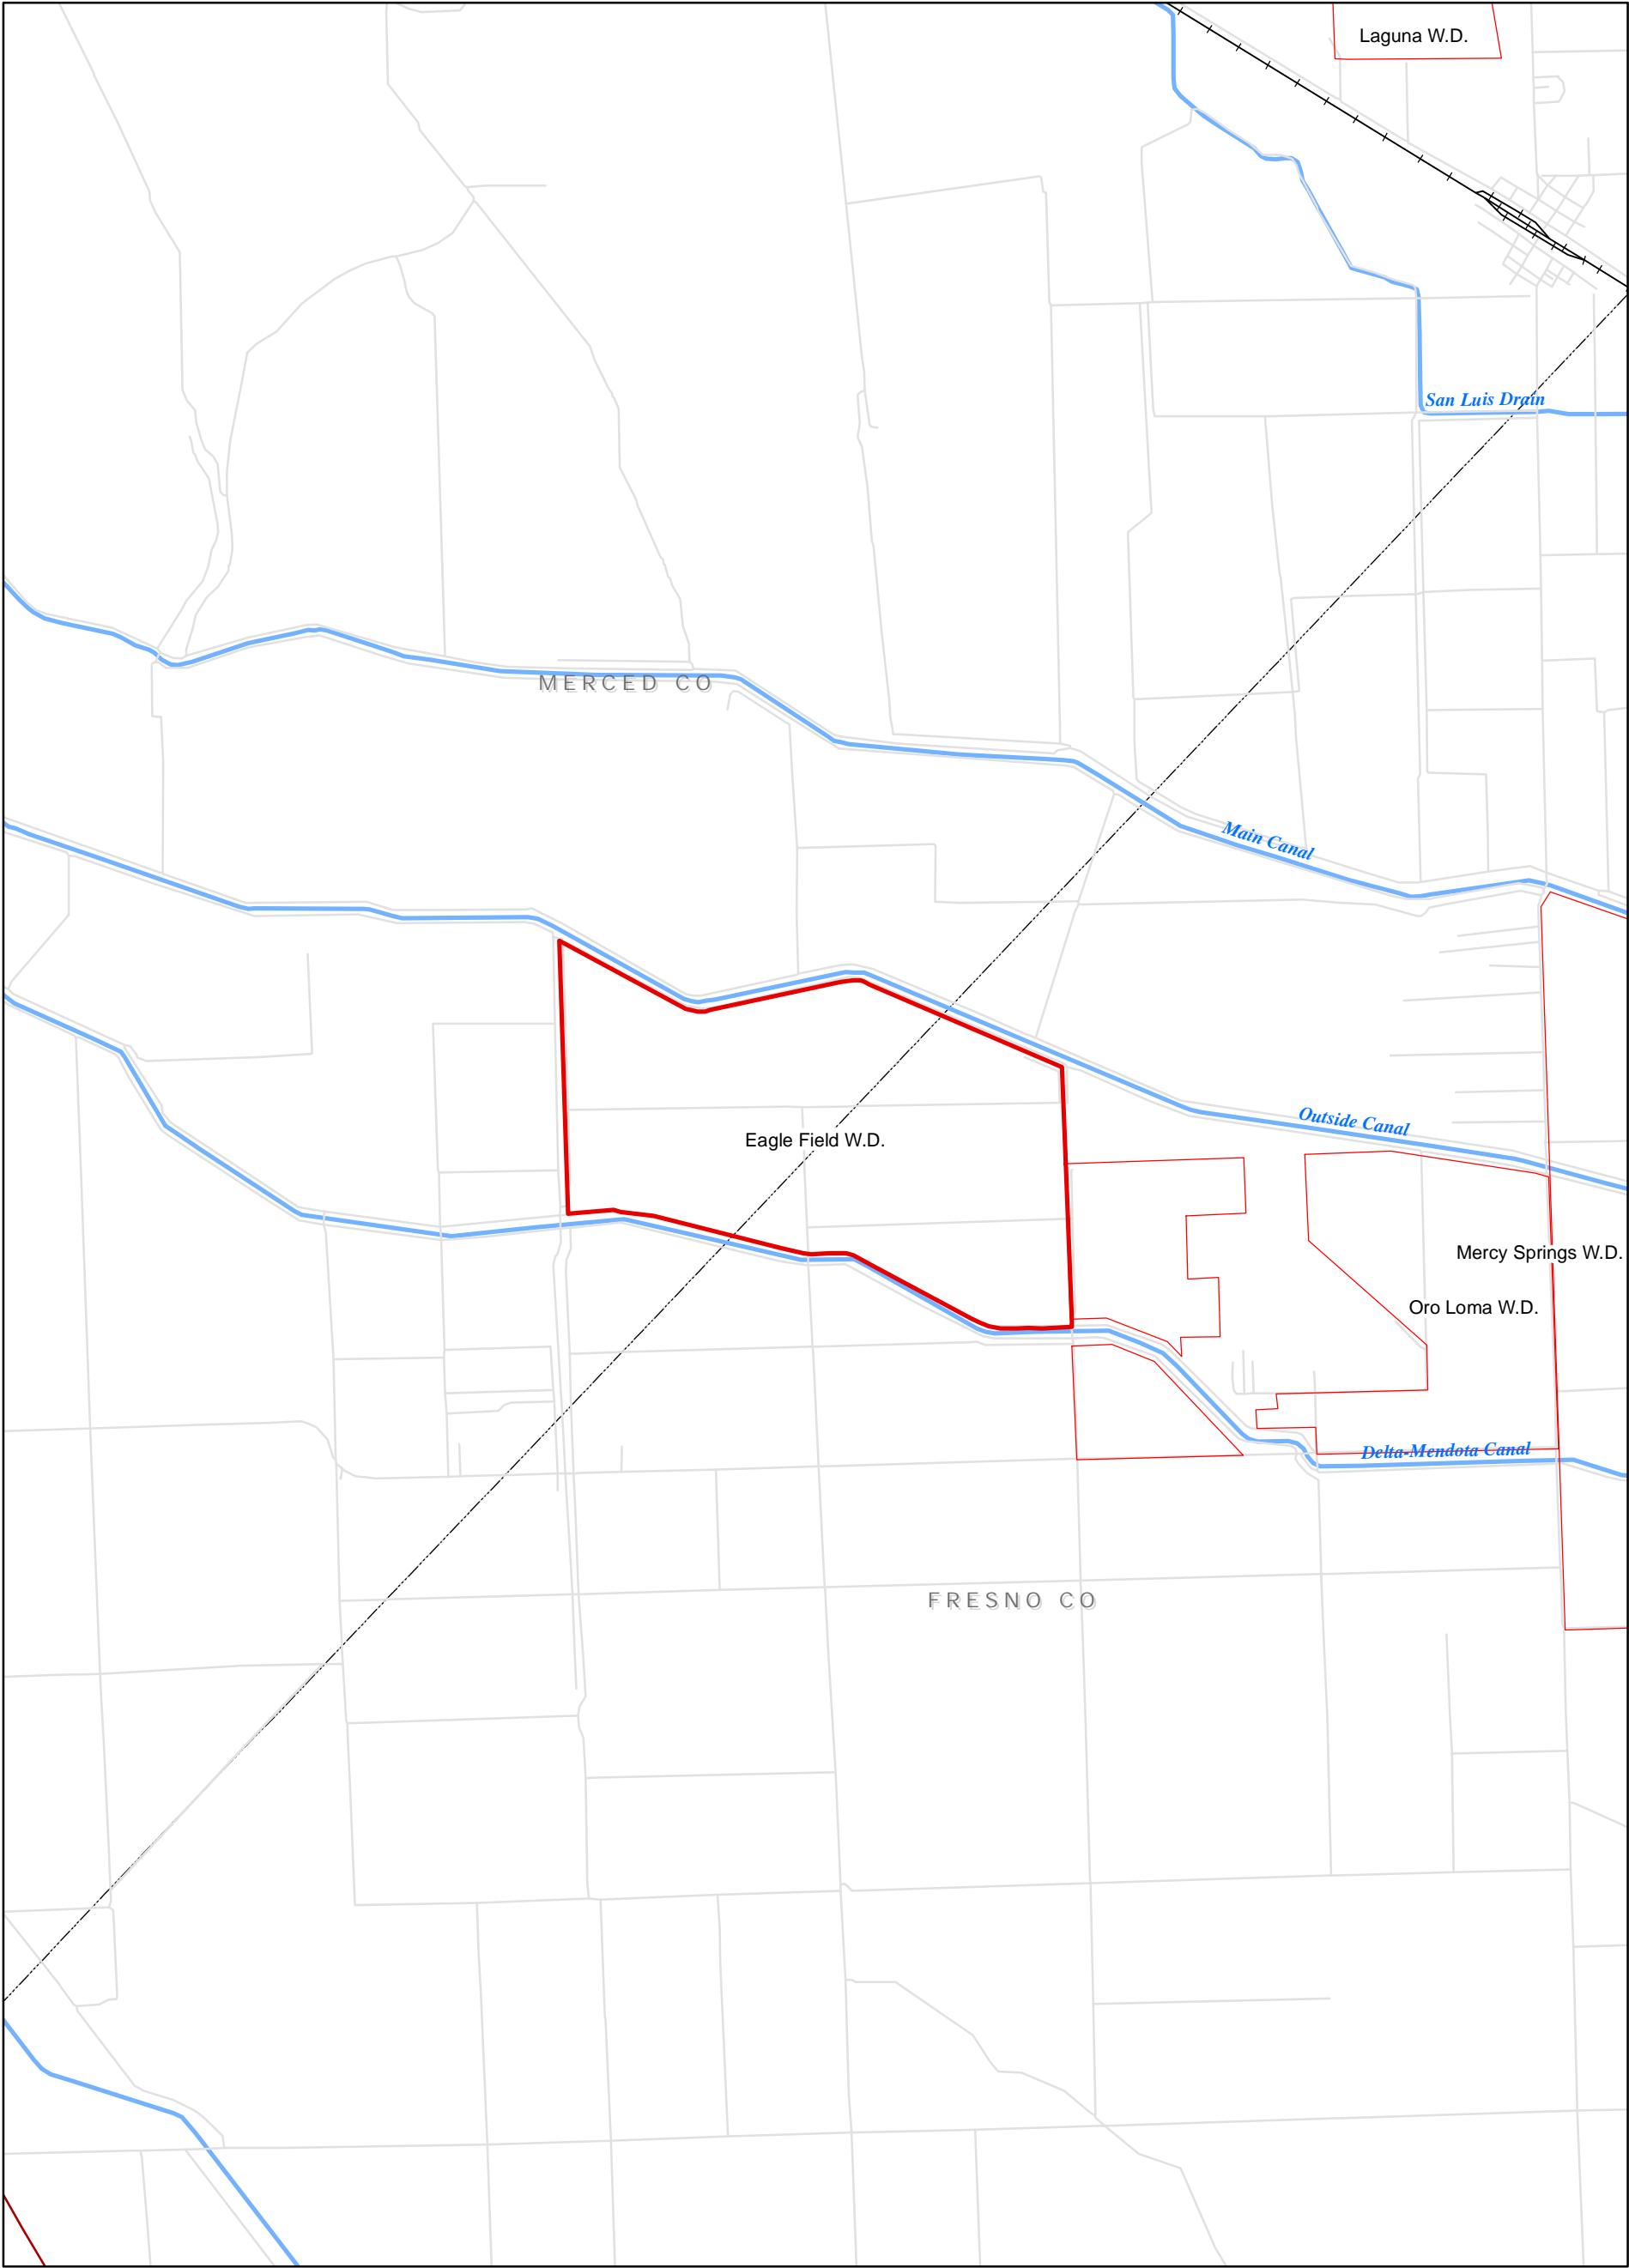 Laguna W.D.
San Luis Drain
MERCED CO
Main Canal
Outside Canal
Eagle Field W.D.
Mercy Springs W.D.
Oro Loma W.D.
Delta-Mendota Canal
FRESNO CO